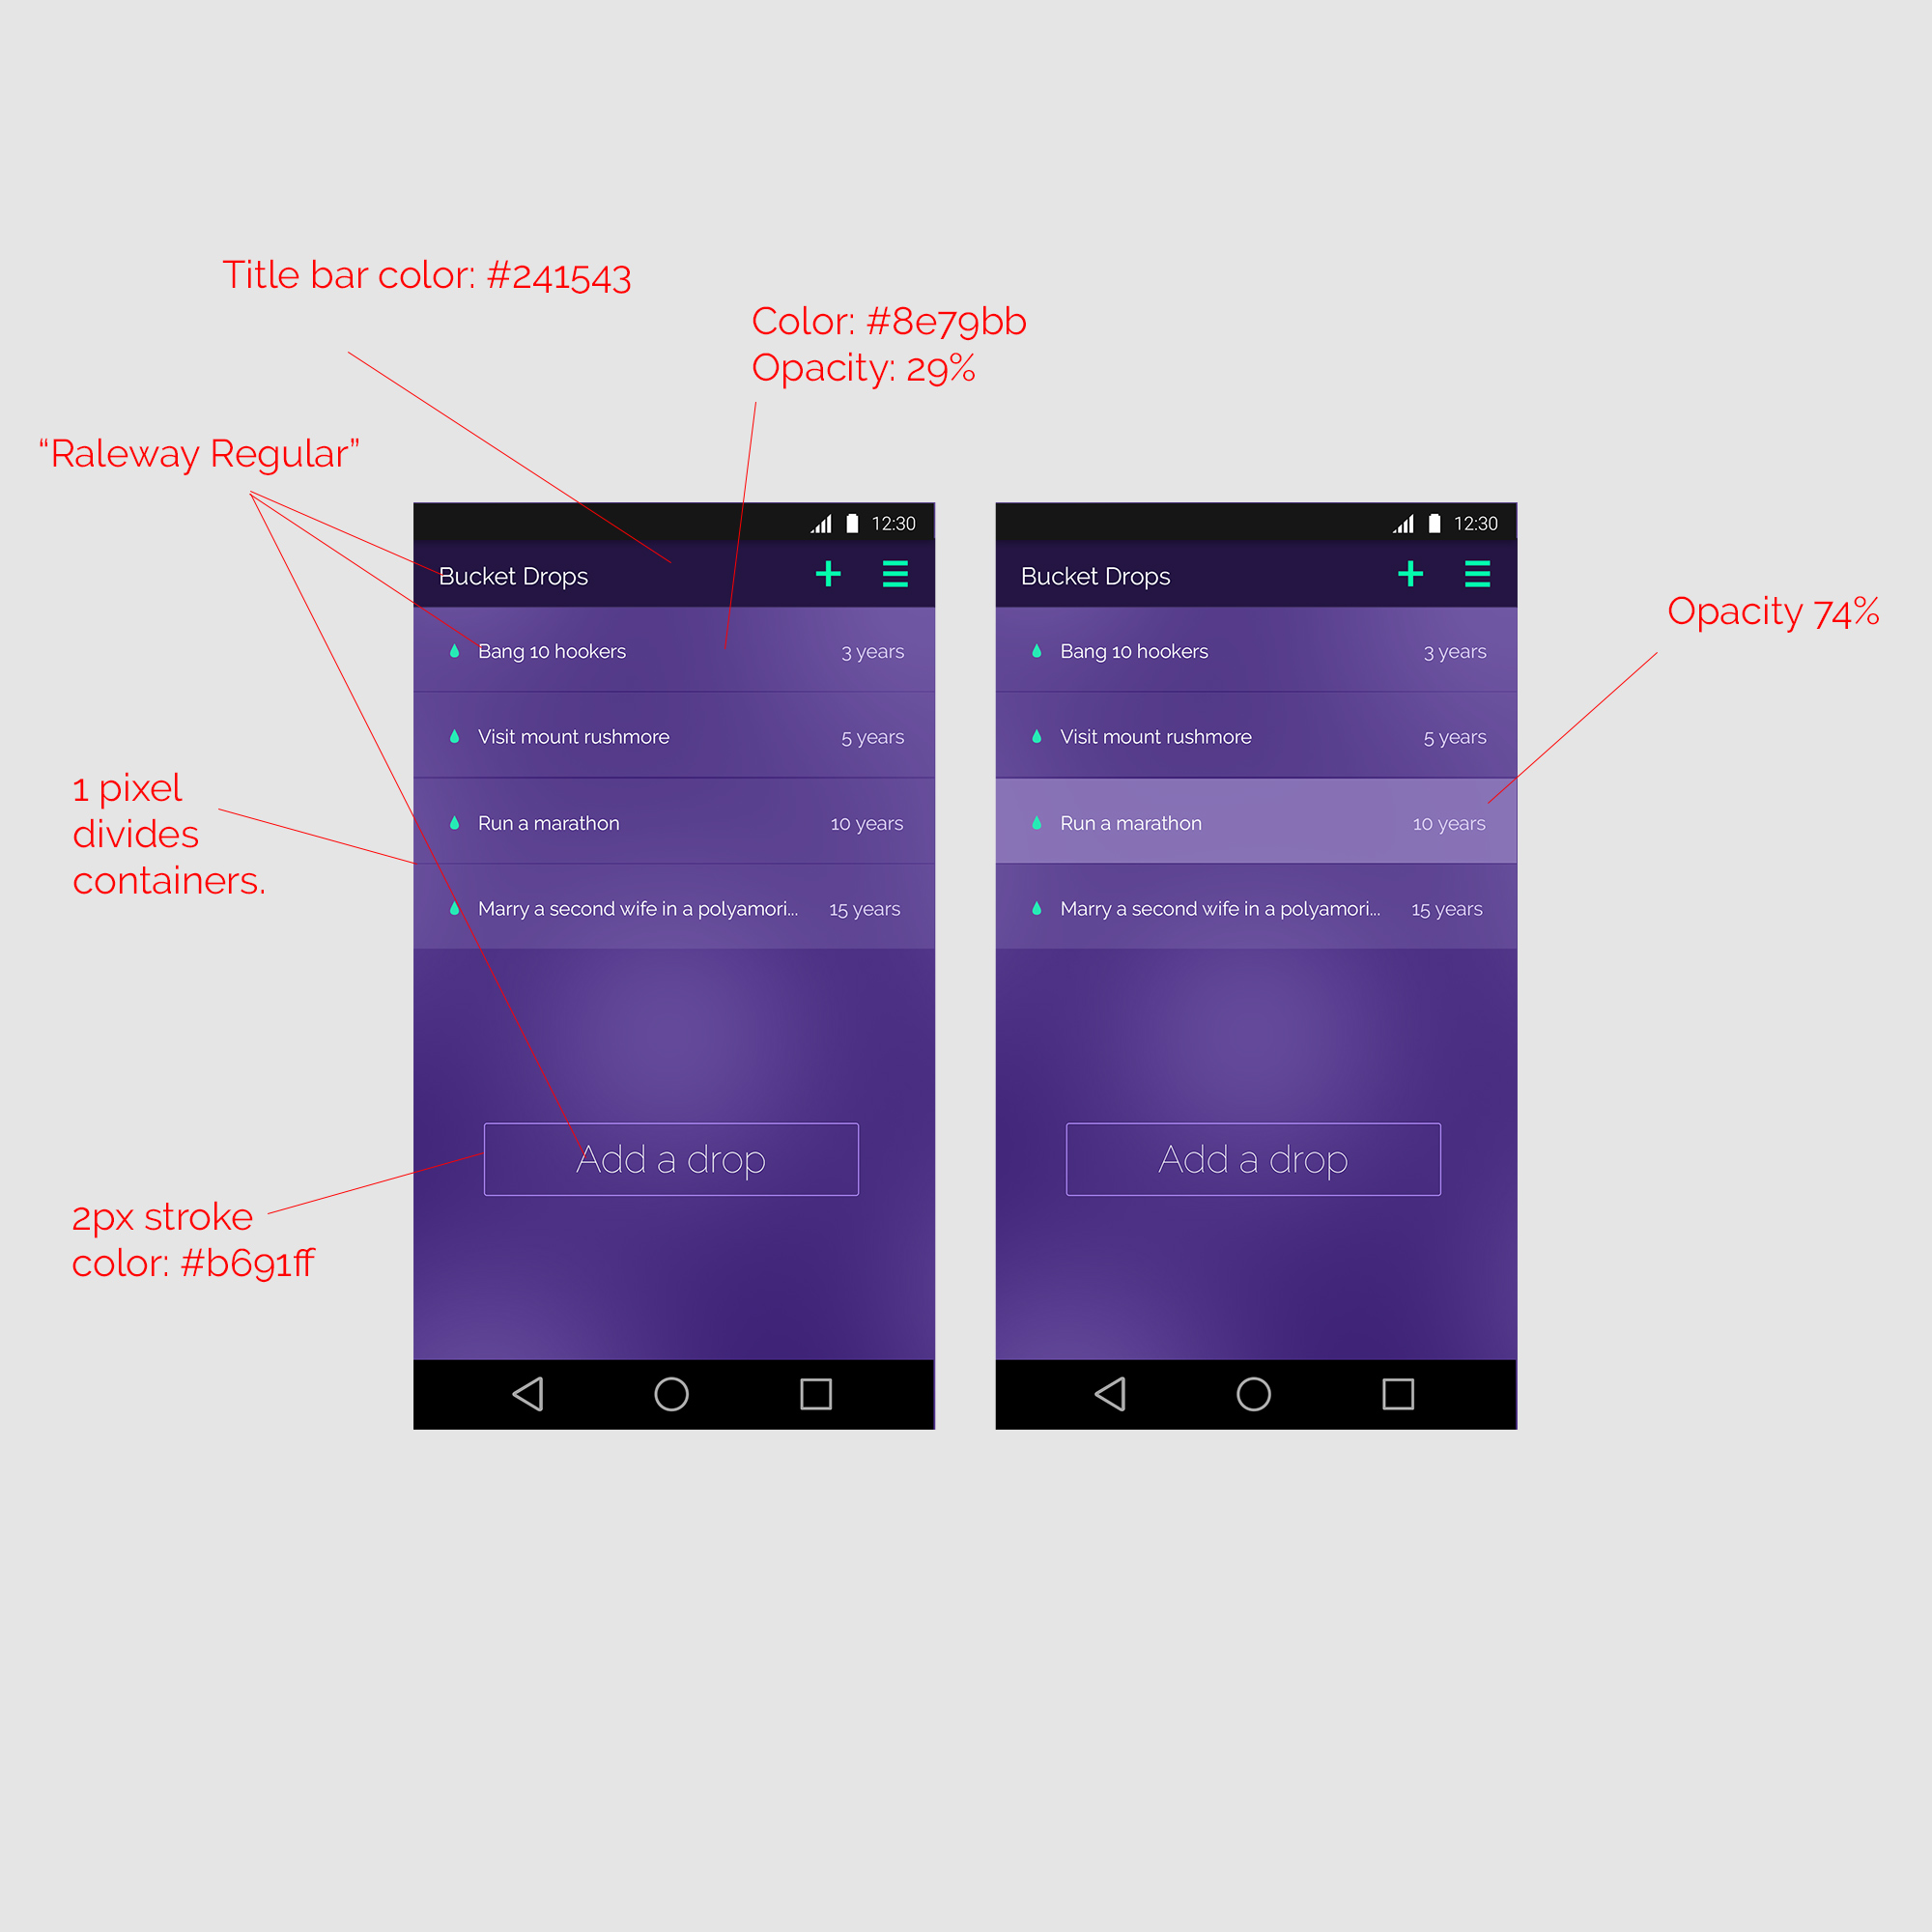 Title bar color: #241543
Color: #8e79bb
Opacity: 29%
“Raleway Regular”
1 pixel
divides
containers.
2px stroke
color: #b691ff
12:30
Bucket Drops
Bang 10 hookers 3 years
Visit mount rushmore 5 years
Run a marathon 10 years
Marry a second wife in a polyamori... 15 years
Add a drop
12:30
Bucket Drops
Bang 10 hookers 3 years
Visit mount rushmore 5 years
Run a marathon 10 years
Marry a second wife in a polyamori... 15 years
Add a drop
Opacity 74%